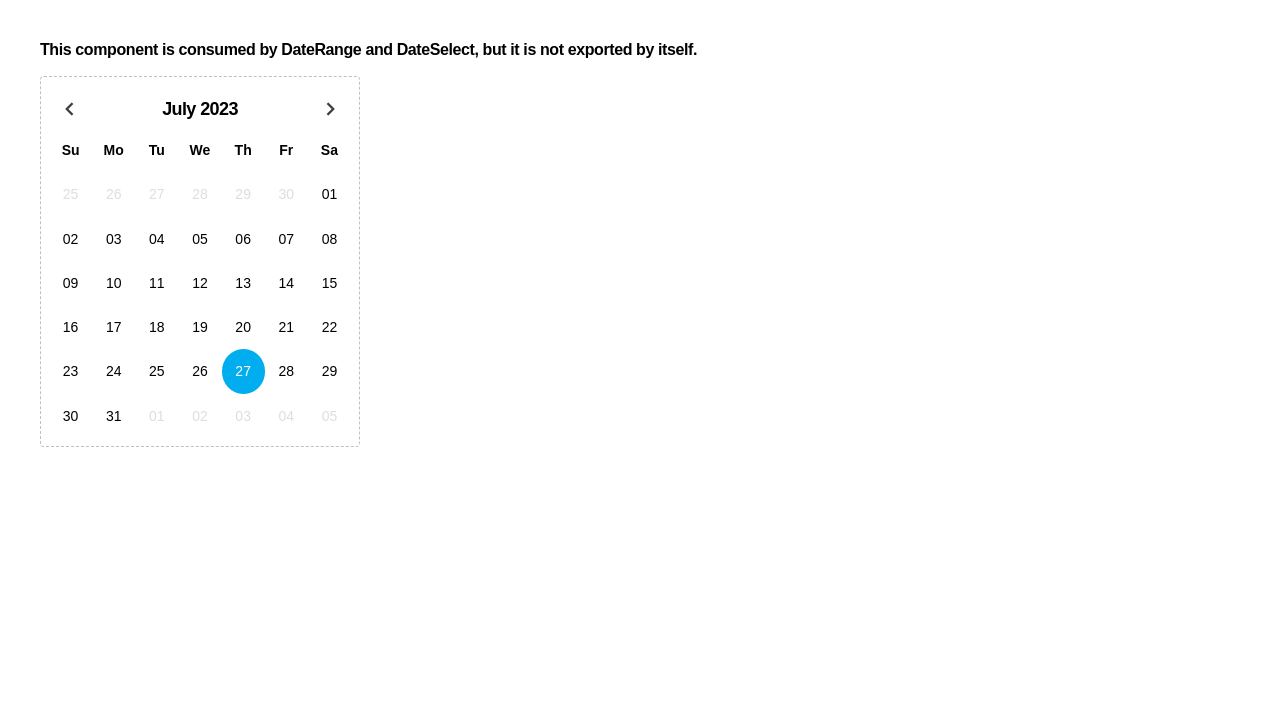 This component is consumed by DateRange and DateSelect, but it is not exported by itself.
July 2023
Su Mo Tu We Th Fr Sa
25 26 27 28 29 30 01
02 03 04 05 06 07 08
09 10 11 12 13 14 15
16 17 18 19 20 21 22
23 24 25 26 27 28 29
30 31 01 02 03 04 05